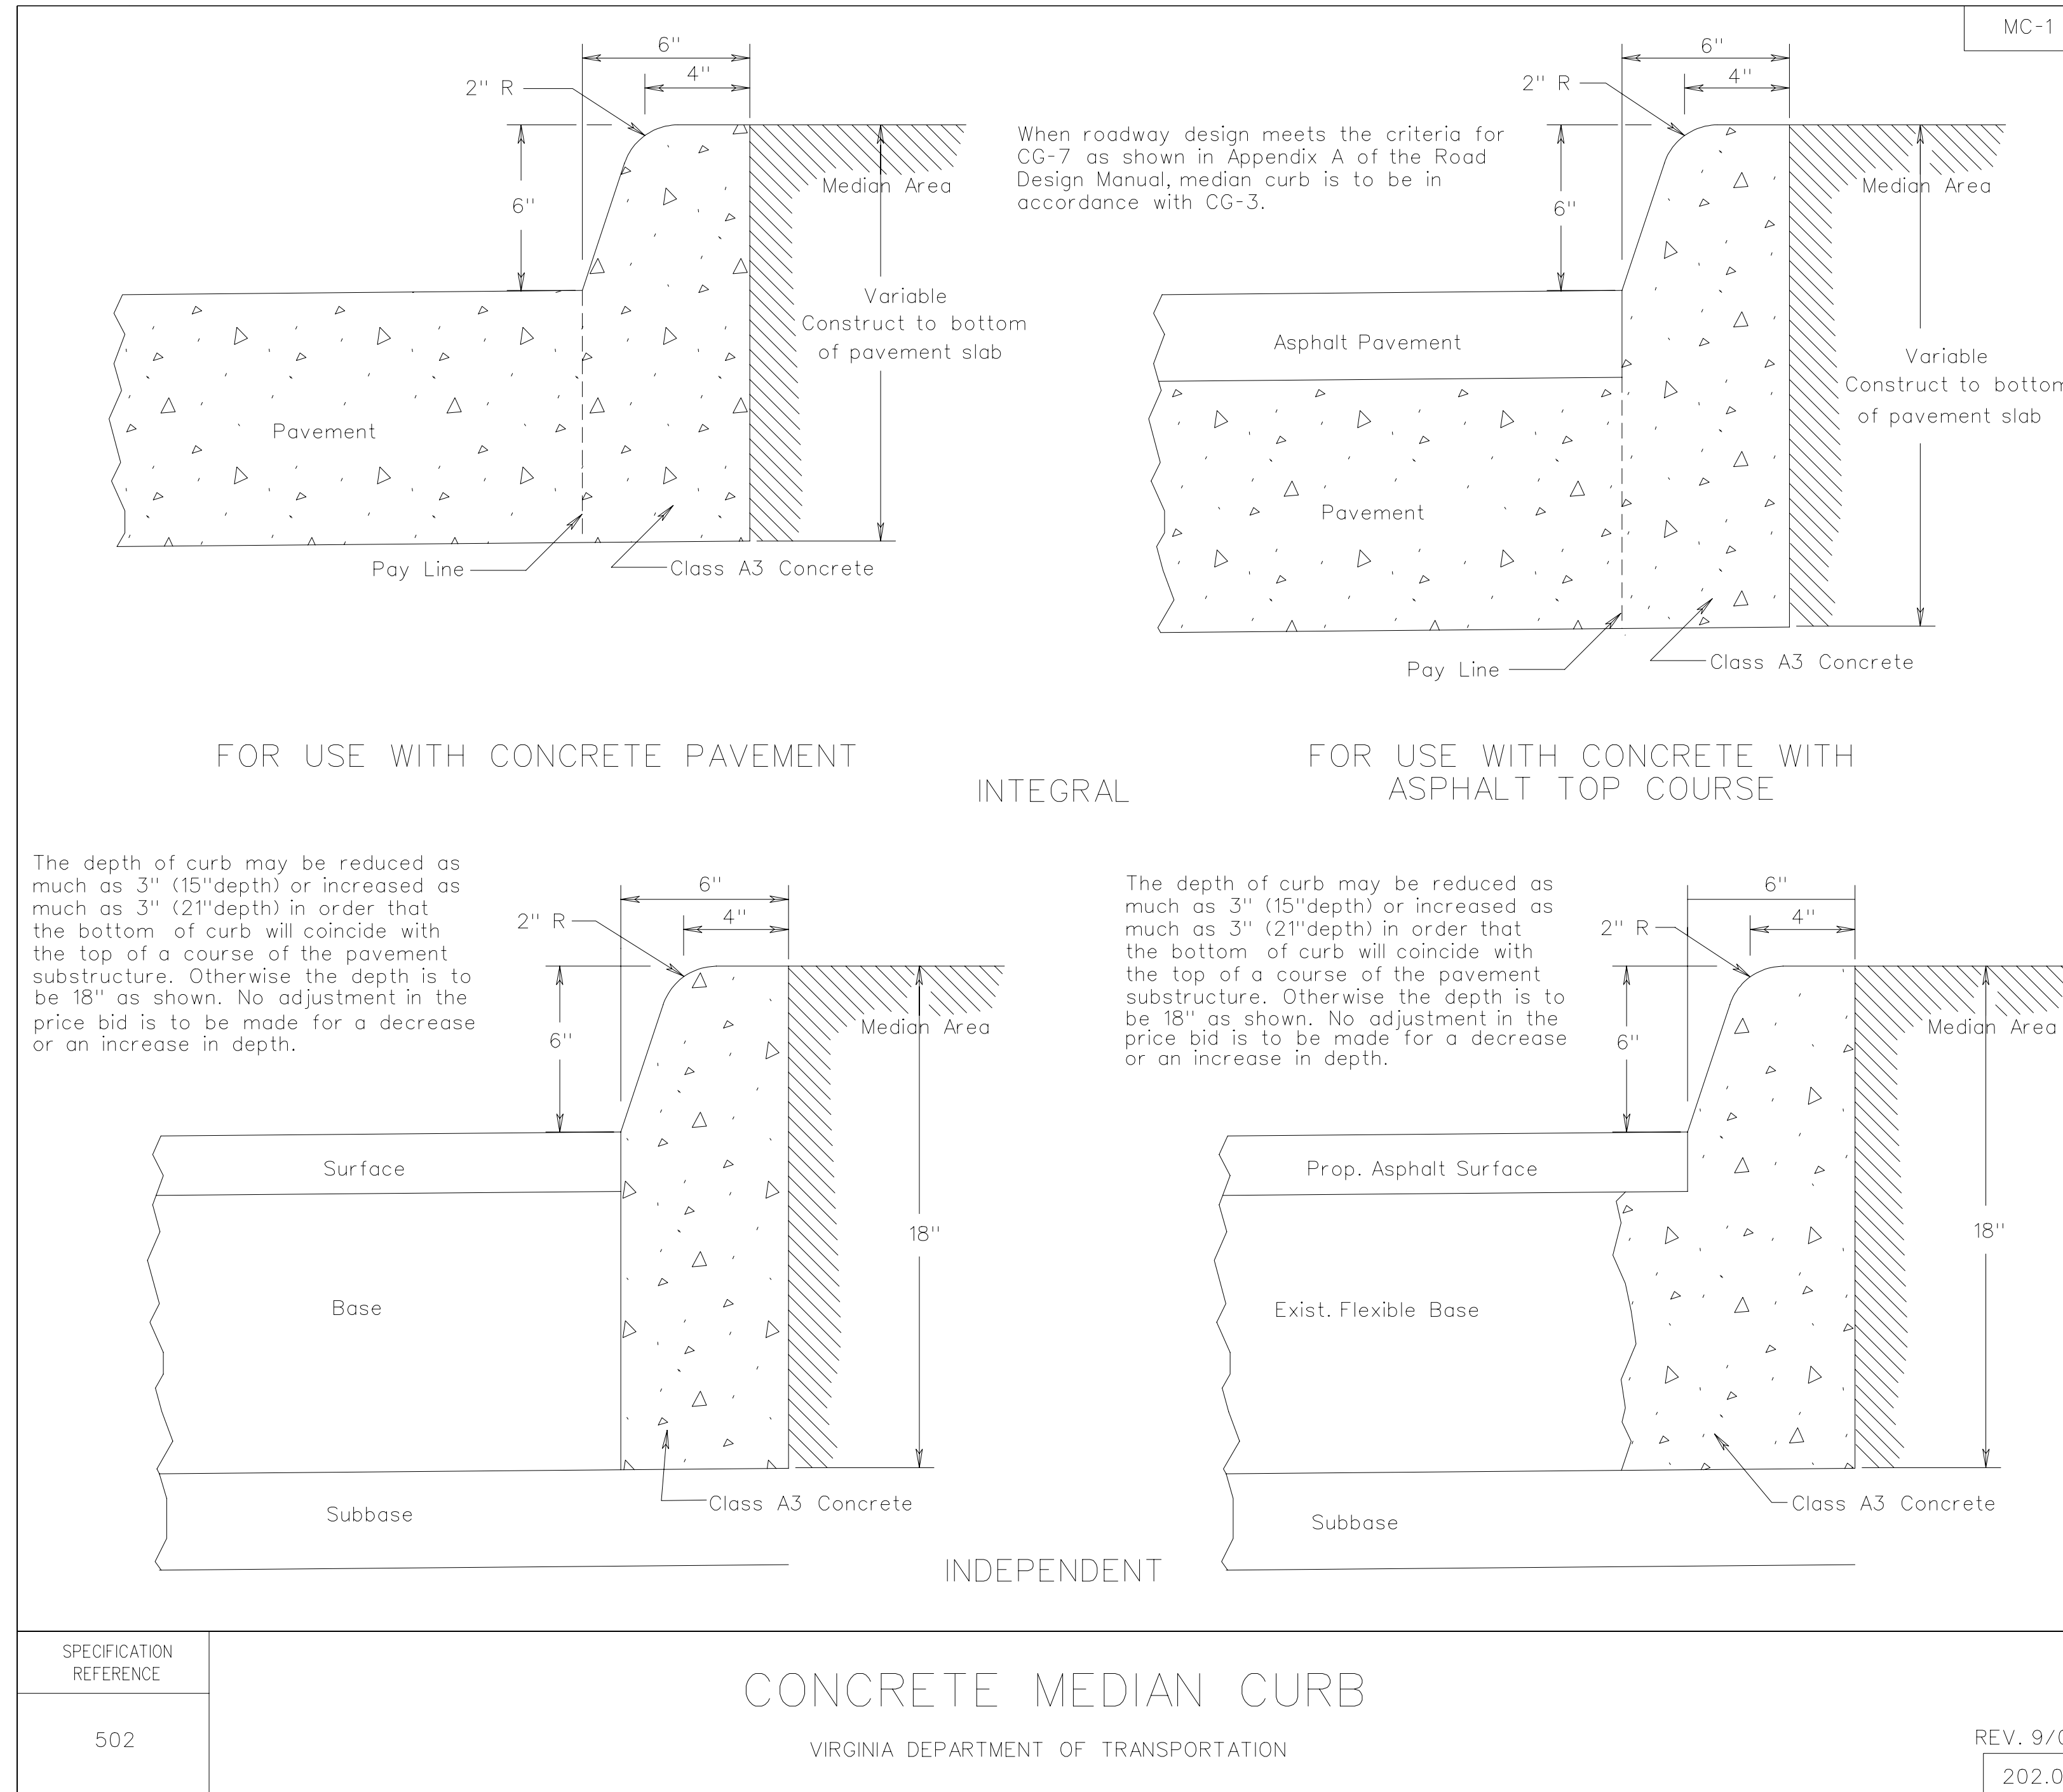 MC-1
6"
4"
2" R
6"
Median Area
Variable
Construct to bottom
of pavement slab
Pavement
Pay Line
Class A3 Concrete
When roadway design meets the criteria for
CG-7 as shown in Appendix A of the Road
Design Manual, median curb is to be in
accordance with CG-3.
6"
4"
2" R
6"
Median Area
Asphalt Pavement
Variable
Construct to bottom
of pavement slab
Pavement
Pay Line
Class A3 Concrete
FOR USE WITH CONCRETE PAVEMENT
FOR USE WITH CONCRETE WITH
ASPHALT TOP COURSE
INTEGRAL
The depth of curb may be reduced as
much as 3" (15"depth) or increased as
much as 3" (21"depth) in order that
the bottom of curb will coincide with
the top of a course of the pavement
substructure. Otherwise the depth is to
be 18" as shown. No adjustment in the
price bid is to be made for a decrease
or an increase in depth.
6"
4"
2" R
6"
Median Area
Surface
18"
Base
Class A3 Concrete
Subbase
The depth of curb may be reduced as
much as 3" (15"depth) or increased as
much as 3" (21"depth) in order that
the bottom of curb will coincide with
the top of a course of the pavement
substructure. Otherwise the depth is to
be 18" as shown. No adjustment in the
price bid is to be made for a decrease
or an increase in depth.
6"
4"
2" R
6"
Median Area
Prop. Asphalt Surface
18"
Exist. Flexible Base
Class A3 Concrete
Subbase
INDEPENDENT
SPECIFICATION
REFERENCE
502
CONCRETE MEDIAN CURB
VIRGINIA DEPARTMENT OF TRANSPORTATION
REV. 9/0
202.0